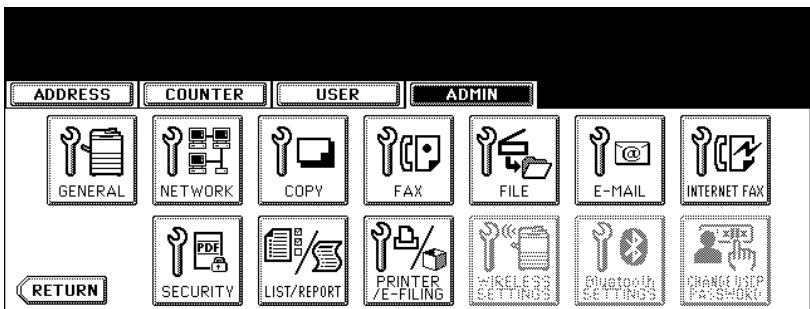 ADDRESS COUNTER USER ADMIN
GENERAL NETWORK COPY FAX FILE E-MAIL INTERNET FAX
PDF
SECURITY LIST/REPORT PRINTER
/E-FILING
WIRELESS
SETTINGS
Bluetooth
SETTINGS
CHANGE USER
PASSWORD
RETURN